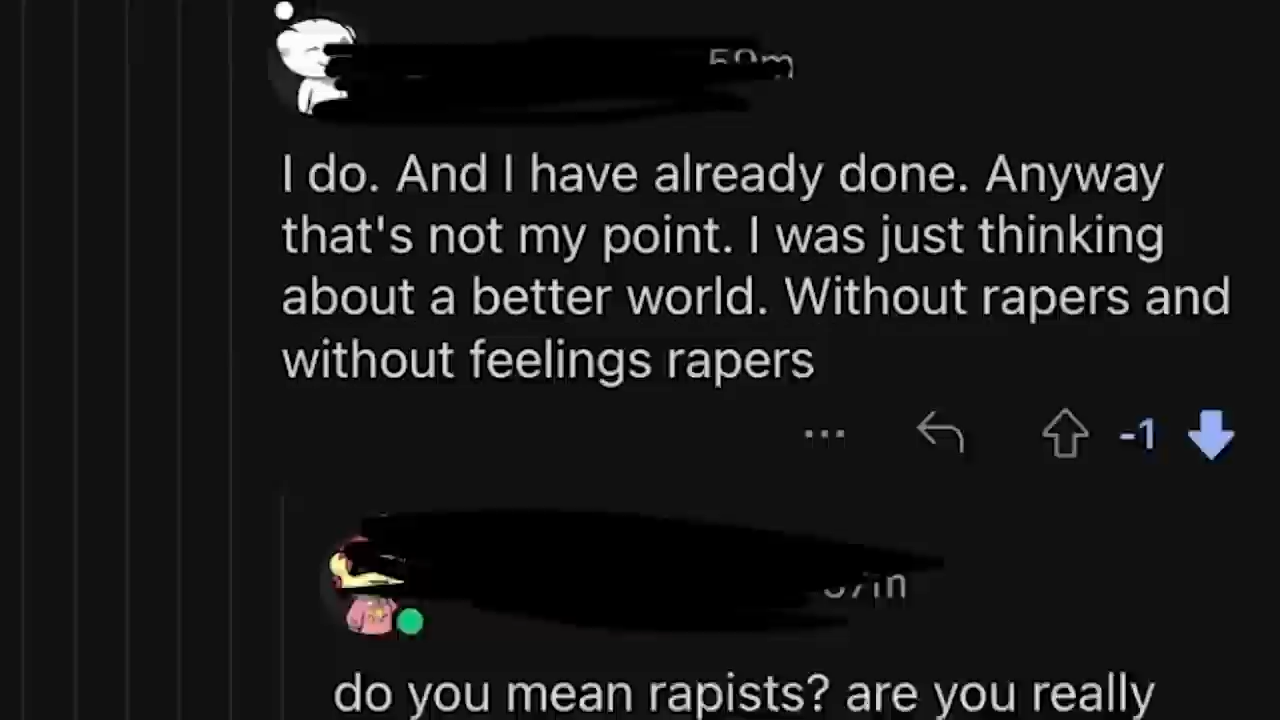 I do. And I have already done. Anyway
that's not my point. I was just thinking
about a better world. Without rapers and
without feelings rapers
-1
do you mean rapists? are you really